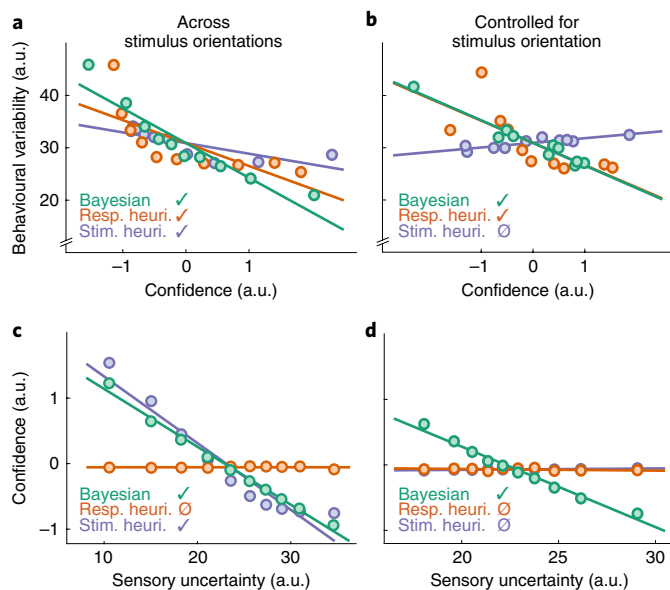 a
Across
stimulus orientations
b
Controlled for
stimulus orientation
Behavioural variability (a.u.)
40
30
20
Bayesian ✓
Resp. heuri. ✓
Stim. heuri. ✓
Bayesian ✓
Resp. heuri. ✓
Stim. heuri. Ø
–1 0 1
–1 0 1
Confidence (a.u.)
Confidence (a.u.)
c
d
Confidence (a.u.)
1
0
–1
Bayesian ✓
Resp. heuri. Ø
Stim. heuri. ✓
Bayesian ✓
Resp. heuri. Ø
Stim. heuri. Ø
10 20 30
20 25 30
Sensory uncertainty (a.u.)
Sensory uncertainty (a.u.)